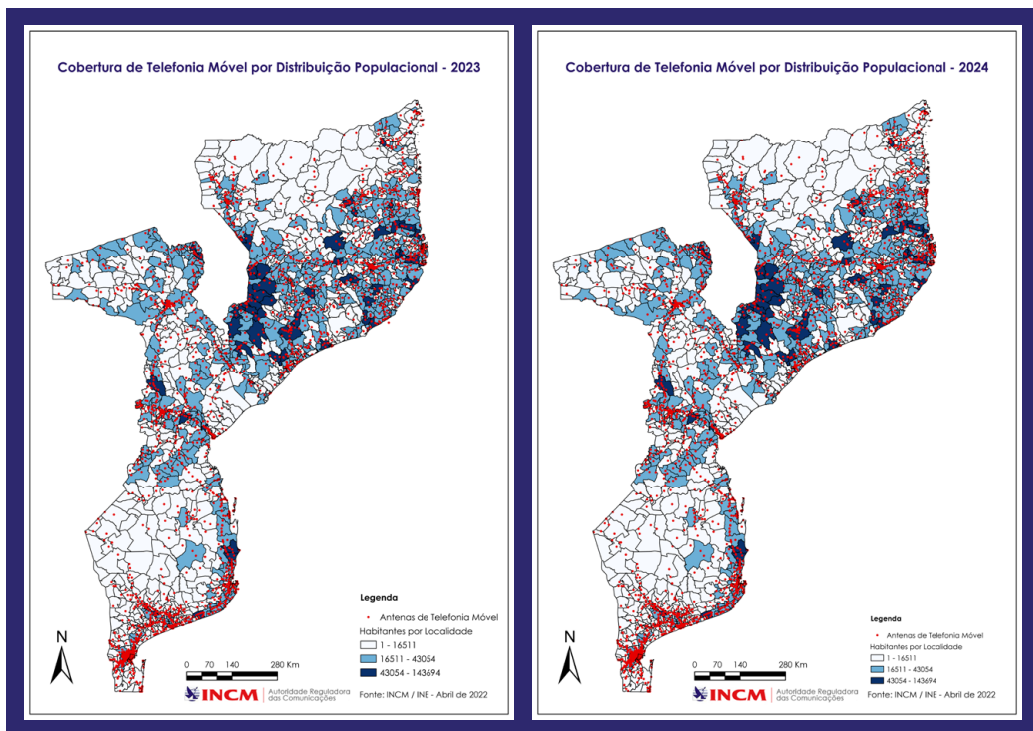 Cobertura de Telefonia Móvel por Distribuição Populacional - 2023
Legenda
Antenas de Telefonia Móvel
Habitantes por Localidade
1 - 16511
16511 - 43054
43054 - 143694
N
0 70 140 280 Km
INCM Autoridade Reguladora
das Comunicações
Fonte: INCM / INE - Abril de 2022
Cobertura de Telefonia Móvel por Distribuição Populacional - 2024
Legenda
Antenas de Telefonia Móvel
Habitantes por Localidade
1 - 16511
16511 - 43054
43054 - 143694
N
0 70 140 280 Km
INCM Autoridade Reguladora
das Comunicações
Fonte: INCM / INE - Abril de 2022